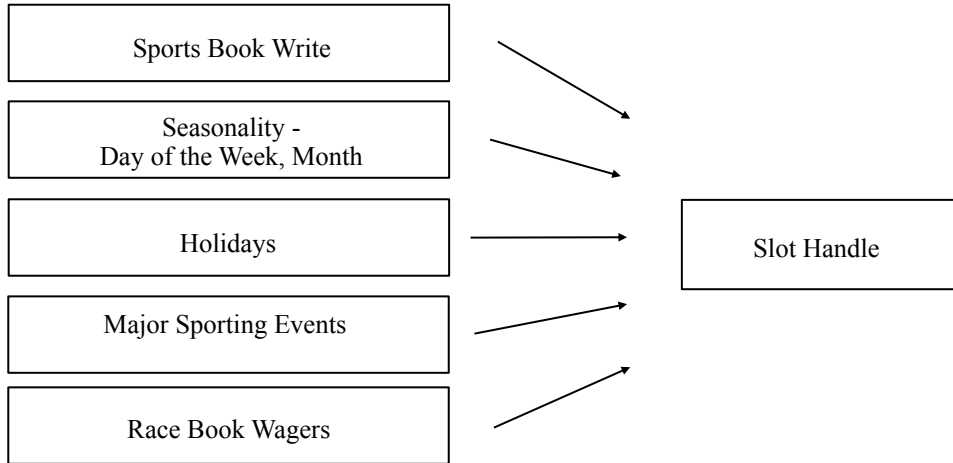 Sports Book Write
Seasonality -
Day of the Week, Month
Holidays
Slot Handle
Major Sporting Events
Race Book Wagers